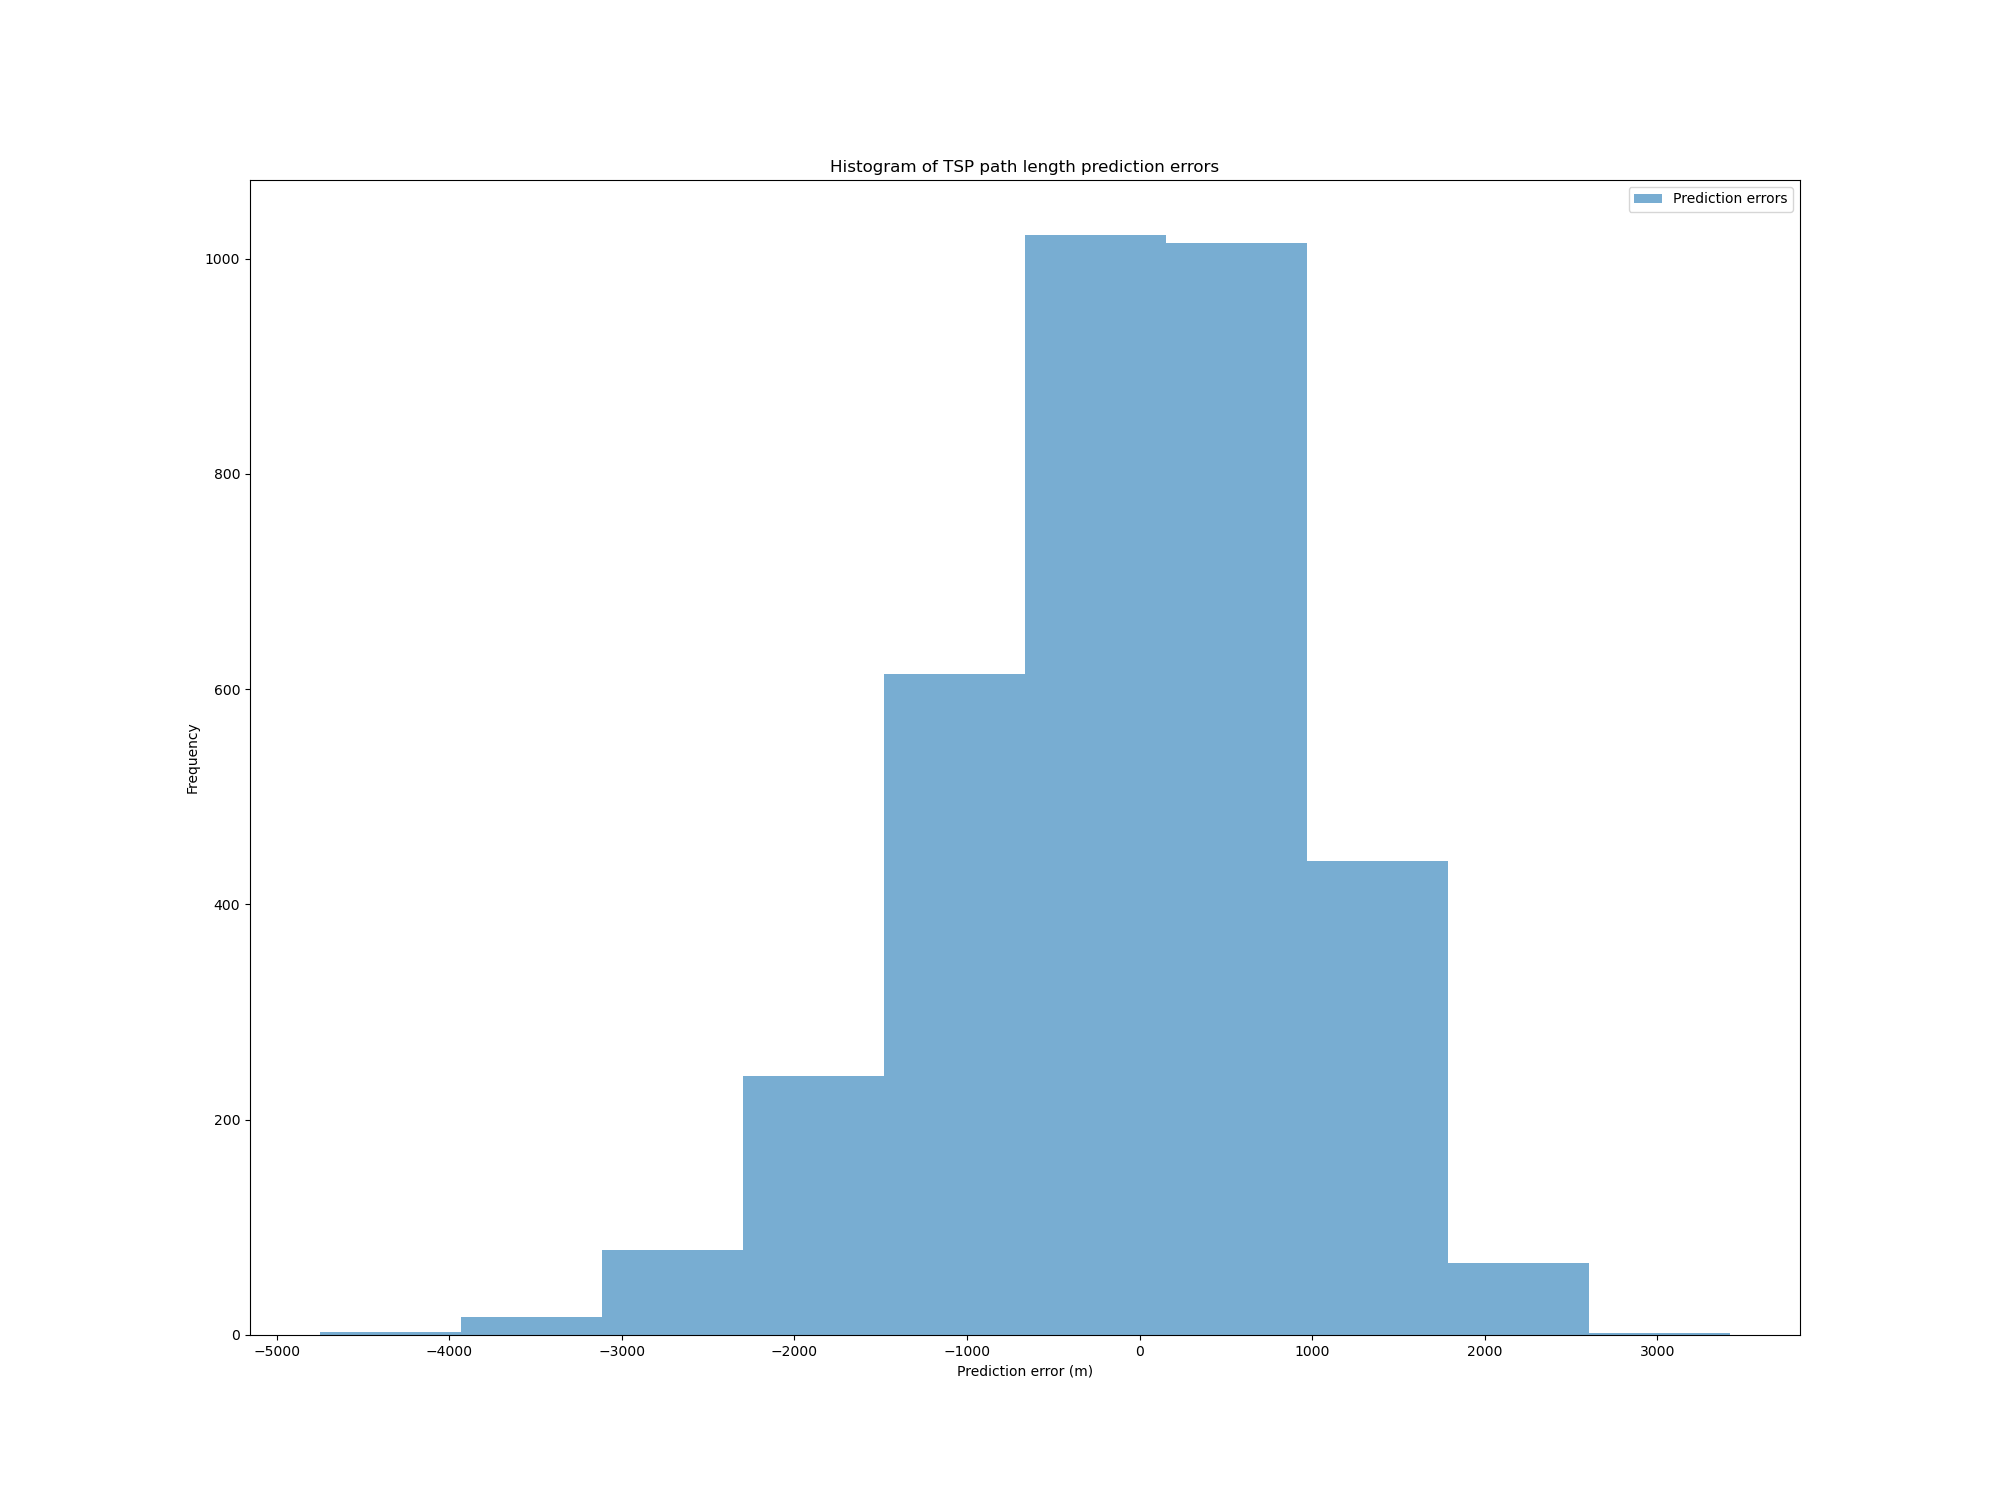 Histogram of TSP path length prediction errors
Prediction errors
1000
800
600
400
200
0
Frequency
−5000 −4000 −3000 −2000 −1000 0 1000 2000 3000
Prediction error (m)